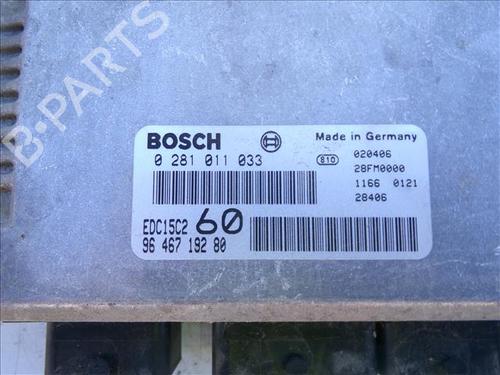 B-PARTS
BOSCH
Made in Germany
0 281 011 033
810
020406
28FM0000
1166 0121
28406
EDC15C2 60
96 467 192 80